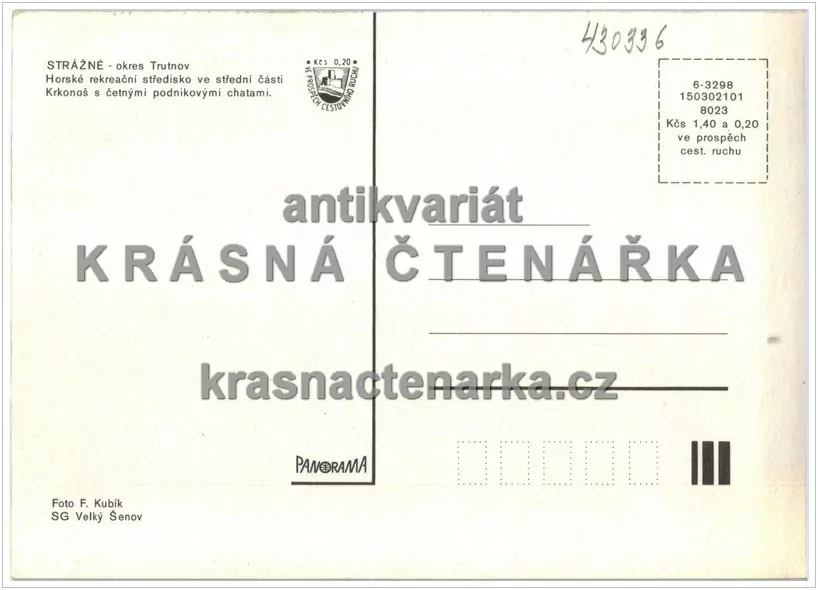 430336
STRÁŽNÉ - okres Trutnov
Horské rekreační středisko ve střední části
Krkonoš s četnými podnikovými chatami.
Kčs 0,20
VE PROSPĚCH CESTOVNÍHO RUCHU
6-3298
150302101
8023
Kčs 1,40 a 0,20
ve prospěch
cest. ruchu
antikvariát
KRÁSNÁ ČTENÁŘKA
krasnactenarka.cz
PANORAMA
Foto F. Kubík
SG Velký Šenov